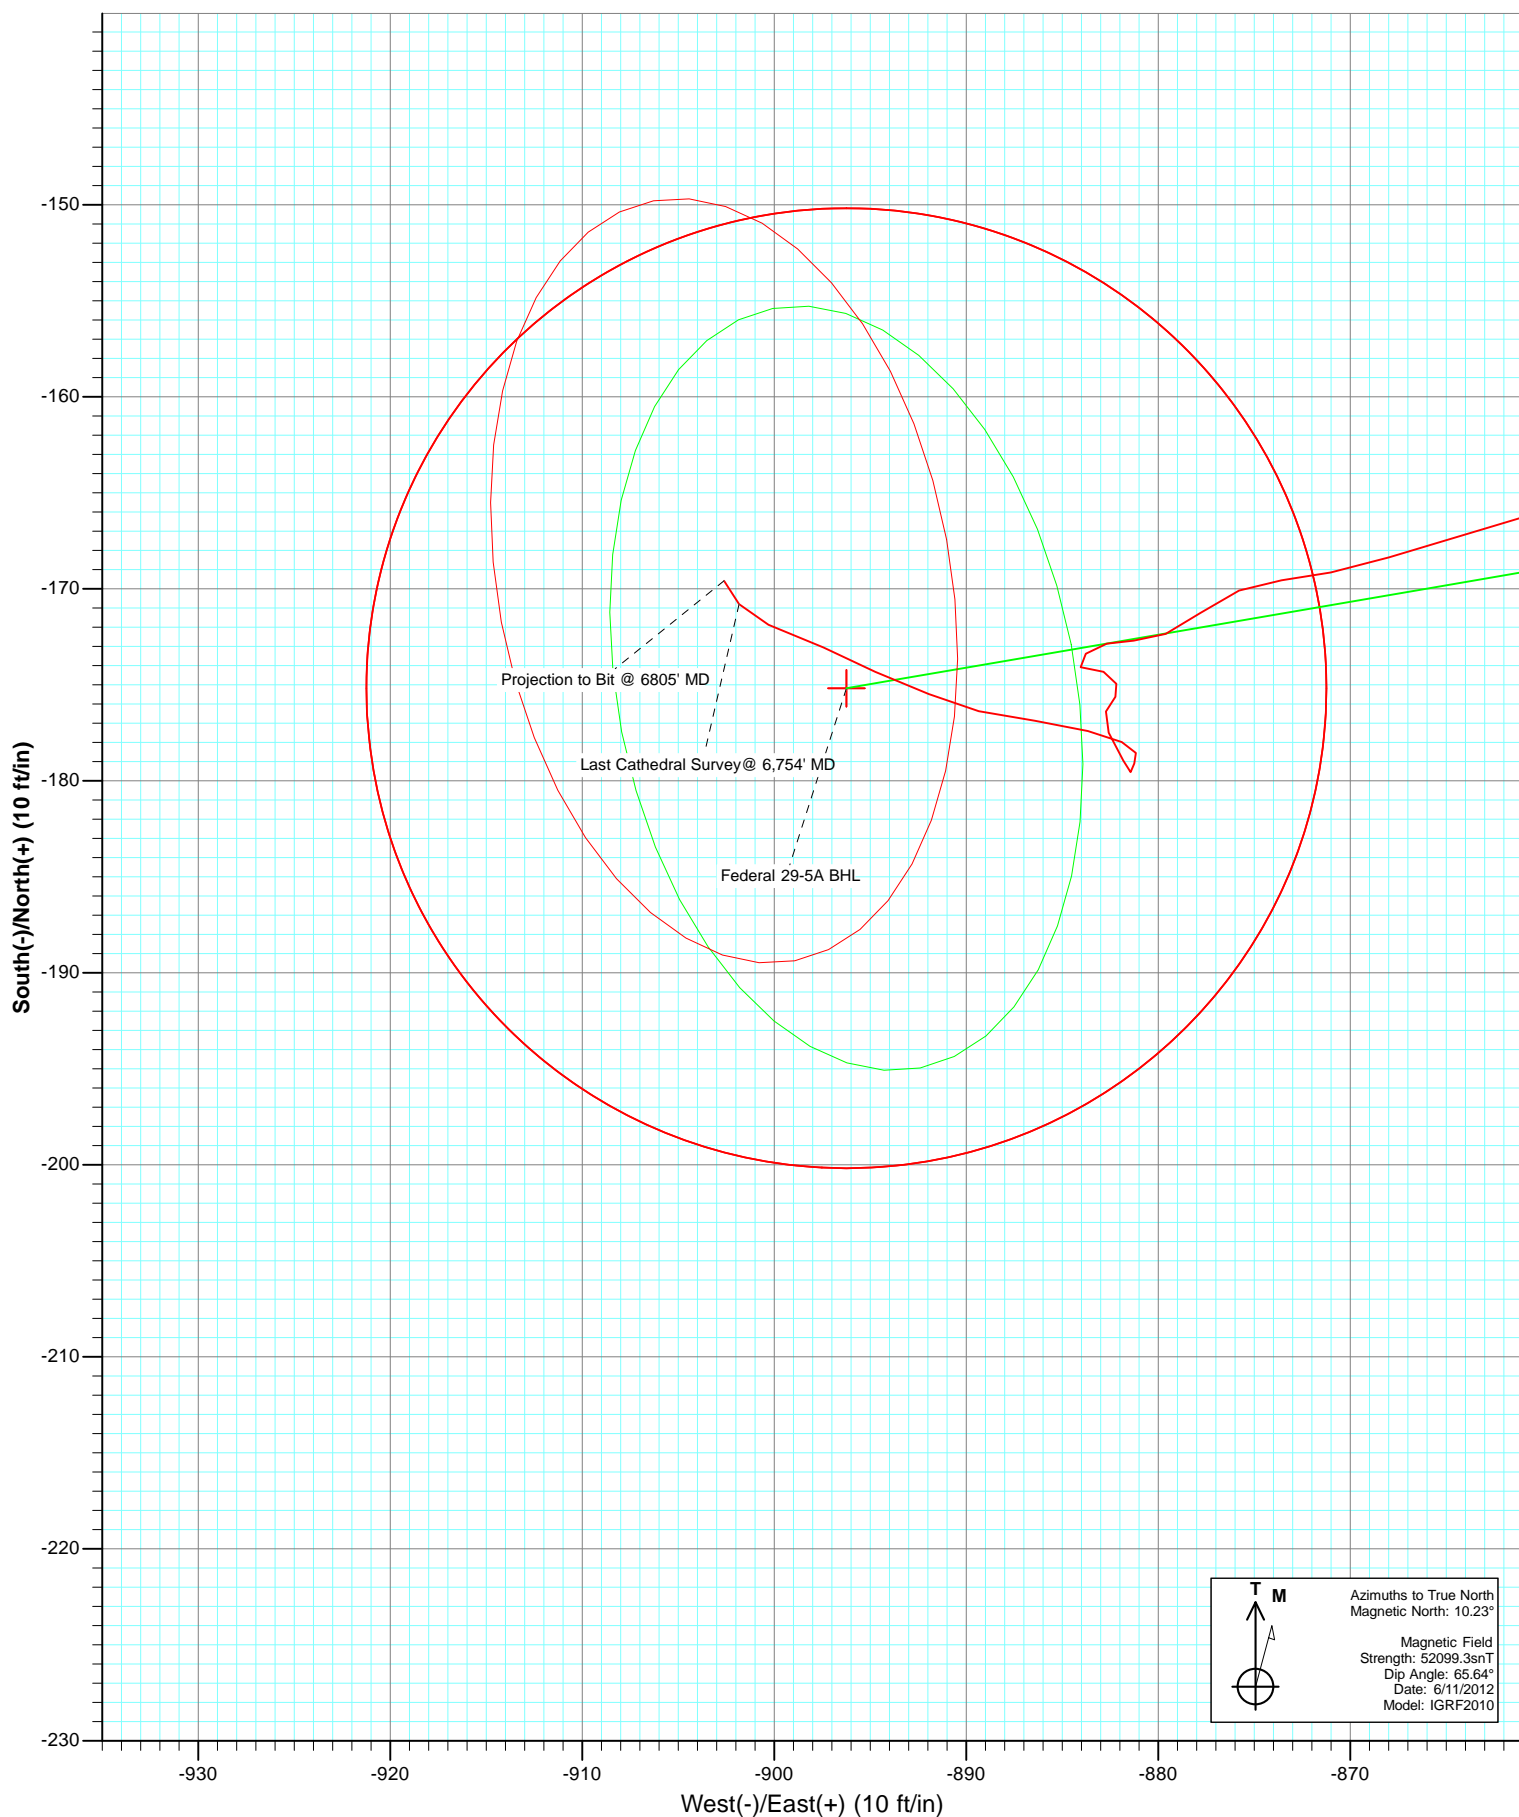 -150
-160
-170
-180
-190
-200
-210
-220
-230
South(-)/North(+) (10 ft/in)
Projection to Bit @ 6805' MD
Last Cathedral Survey@ 6,754' MD
Federal 29-5A BHL
T M
Azimuths to True North
Magnetic North: 10.23°
Magnetic Field
Strength: 52099.3snT
Dip Angle: 65.64°
Date: 6/11/2012
Model: IGRF2010
-930 -920 -910 -900 -890 -880 -870
West(-)/East(+) (10 ft/in)